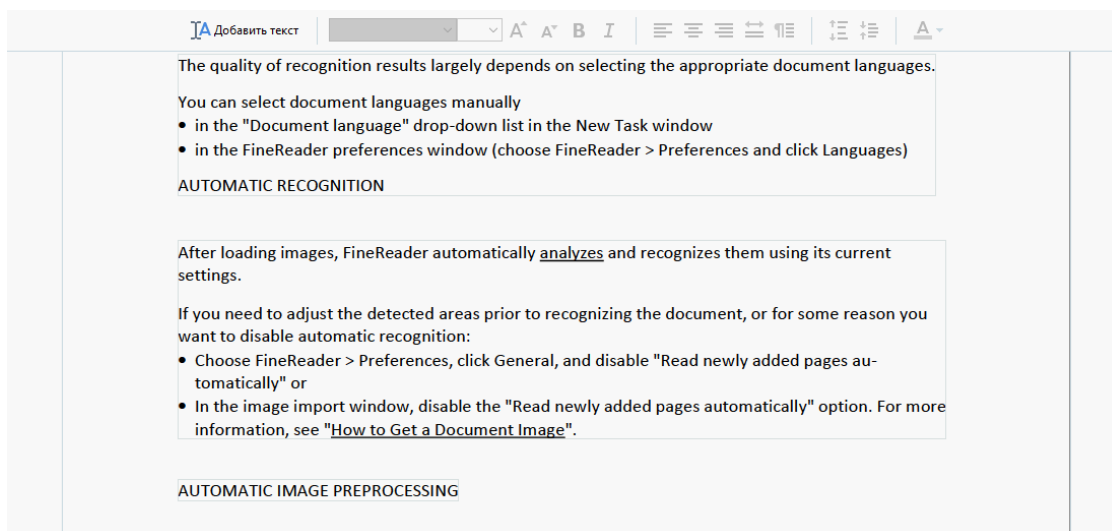 Добавить текст A A B I A
The quality of recognition results largely depends on selecting the appropriate document languages.
You can select document languages manually
• in the "Document language" drop-down list in the New Task window
• in the FineReader preferences window (choose FineReader > Preferences and click Languages)
AUTOMATIC RECOGNITION
After loading images, FineReader automatically analyzes and recognizes them using its current
settings.
If you need to adjust the detected areas prior to recognizing the document, or for some reason you
want to disable automatic recognition:
• Choose FineReader > Preferences, click General, and disable "Read newly added pages au-
tomatically" or
• In the image import window, disable the "Read newly added pages automatically" option. For more
information, see "How to Get a Document Image".
AUTOMATIC IMAGE PREPROCESSING